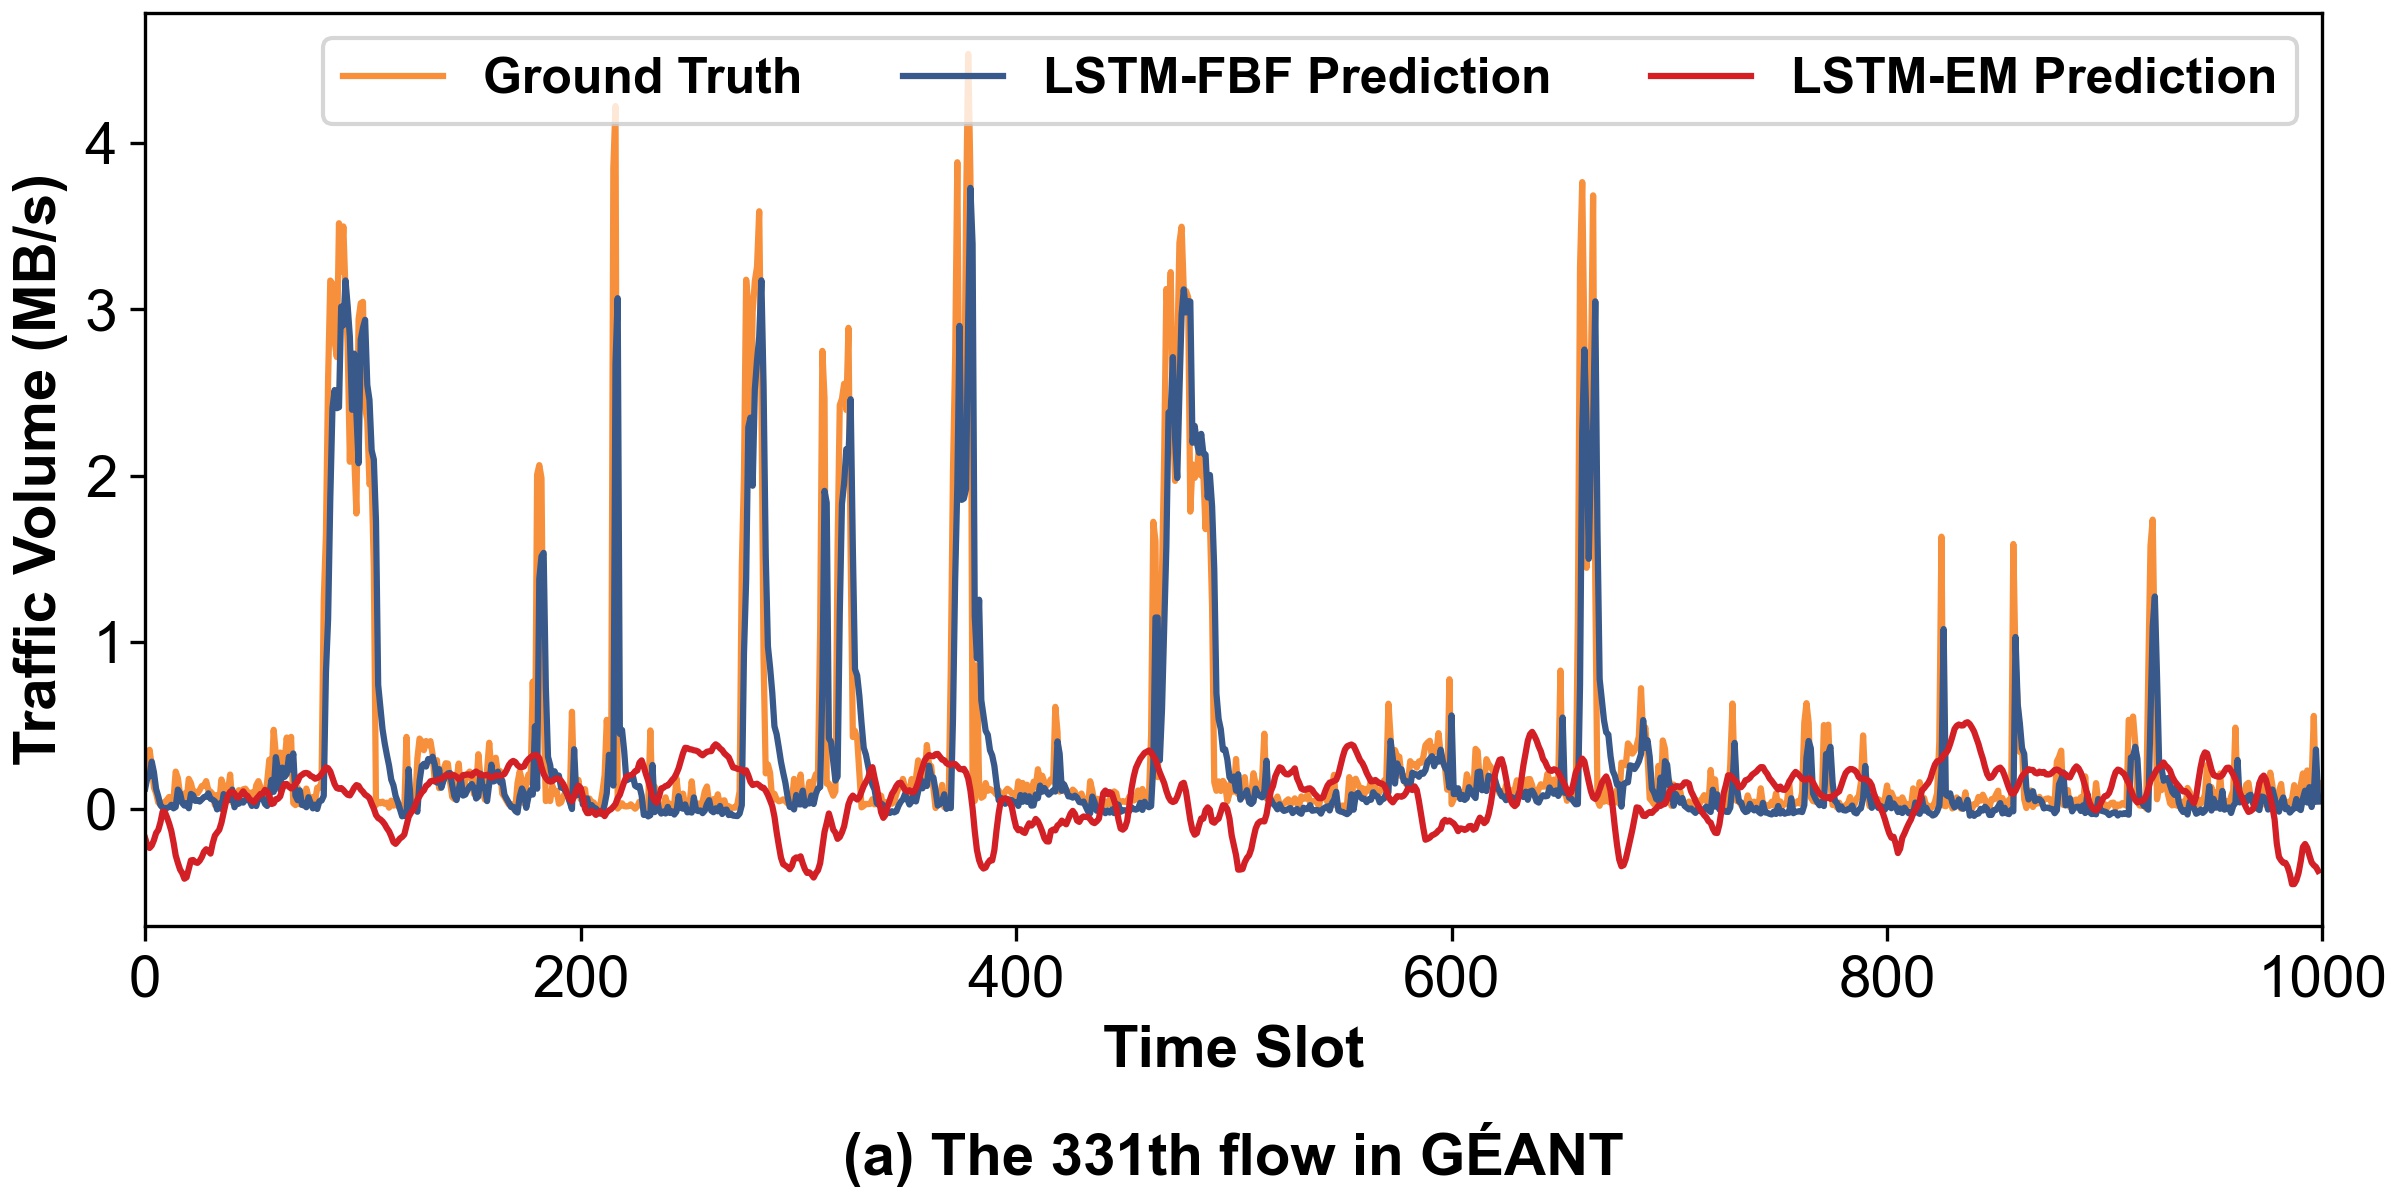 Ground Truth LSTM-FBF Prediction LSTM-EM Prediction
Traffic Volume (MB/s)
4
3
2
1
0
0 200 400 600 800 1000
Time Slot
(a) The 331th flow in GÉANT